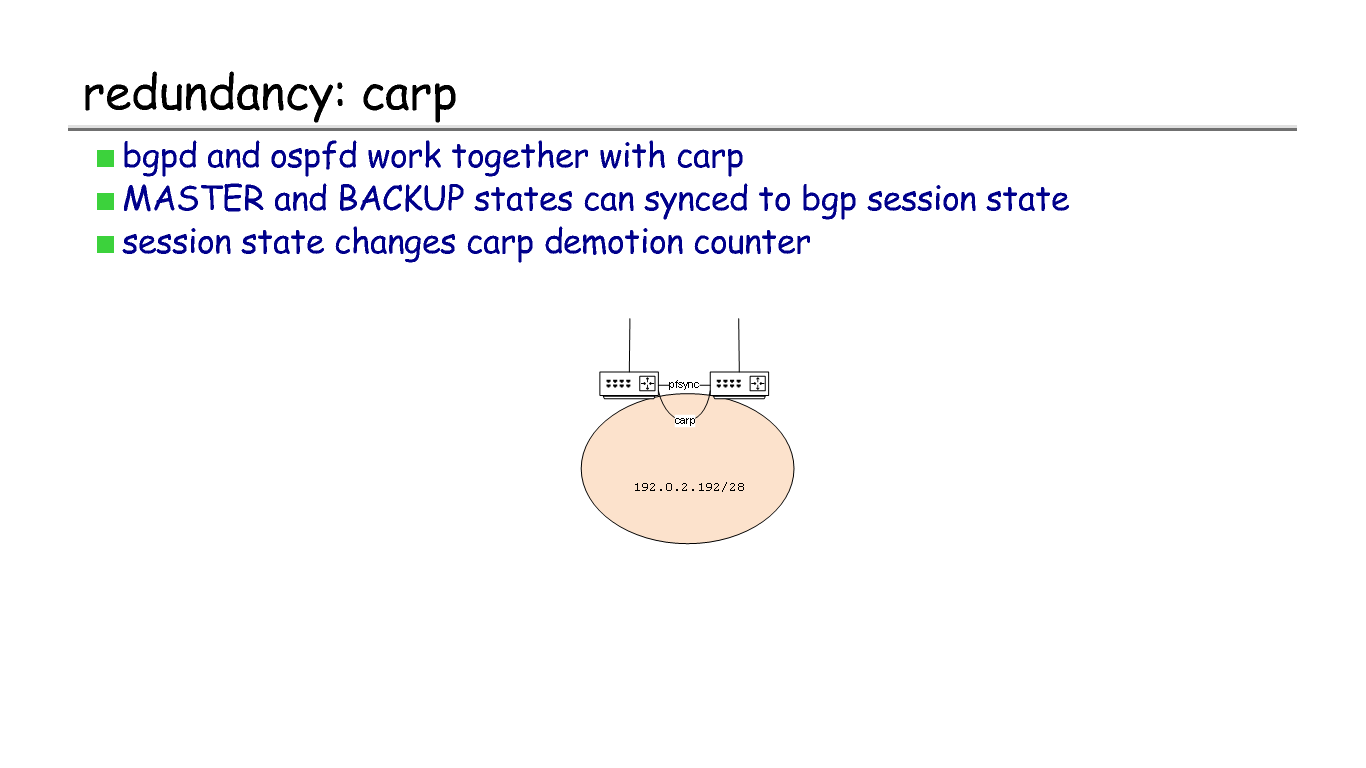 redundancy: carp
bgpd and ospfd work together with carp
MASTER and BACKUP states can synced to bgp session state
session state changes carp demotion counter
pfsync
carp
192.0.2.192/28